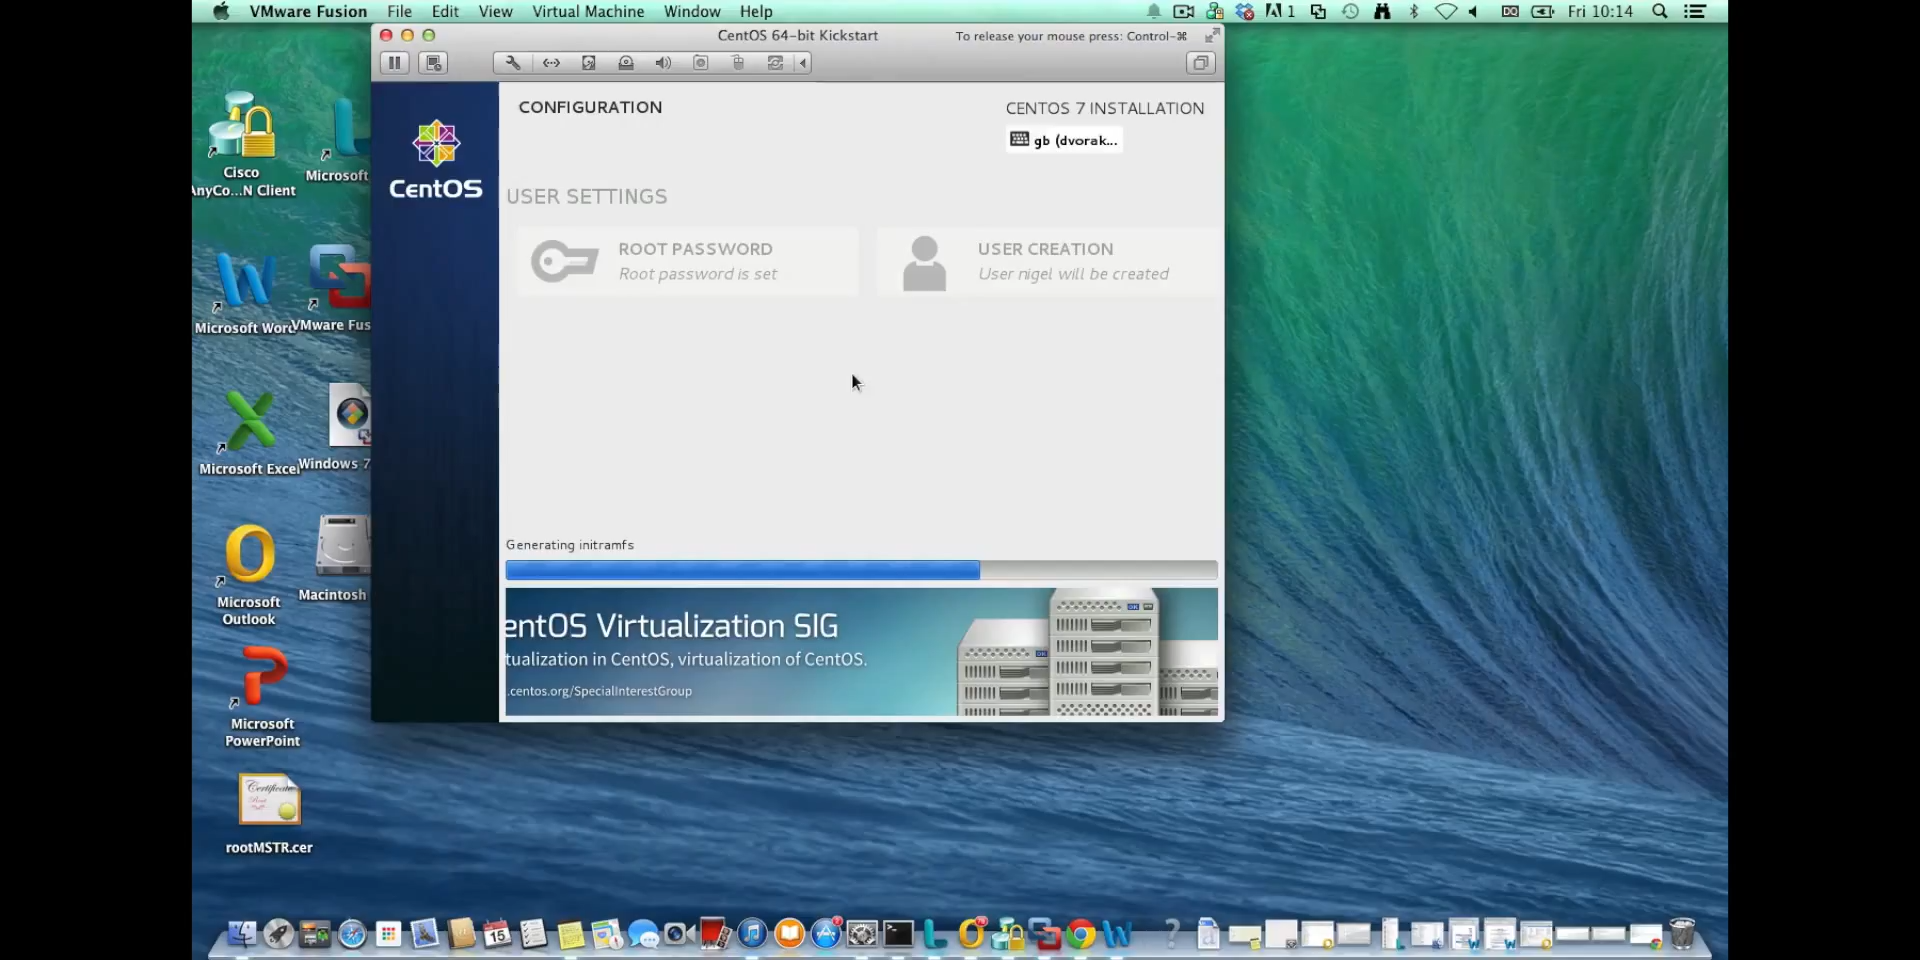 VMware Fusion File Edit View Virtual Machine Window Help
1
Fri 10:14
CentOS 64-bit Kickstart
To release your mouse press: Control-⌘
CentOS
CONFIGURATION
CENTOS 7 INSTALLATION
gb (dvorak...
USER SETTINGS
ROOT PASSWORD
Root password is set
USER CREATION
User nigel will be created
Generating initramfs
entOS Virtualization SIG
tualization in CentOS, virtualization of CentOS.
.centos.org/SpecialInterestGroup
Cisco
AnyCo...N Client
Microsoft
Microsoft Word
VMware Fus
Microsoft Excel
Windows 7
Microsoft
Outlook
Macintosh
Microsoft
PowerPoint
Certificate
rootMSTR.cer
15